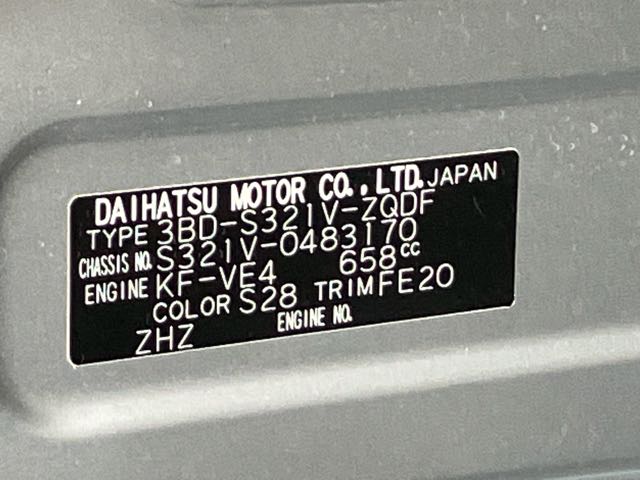 DAIHATSU MOTOR CO.,LTD. JAPAN
TYPE 3BD-S321V-ZQDF
CHASSIS NO. S321V-0483170
ENGINE KF-VE4 658cc
COLOR S28 TRIM FE20
ZHZ ENGINE NO.